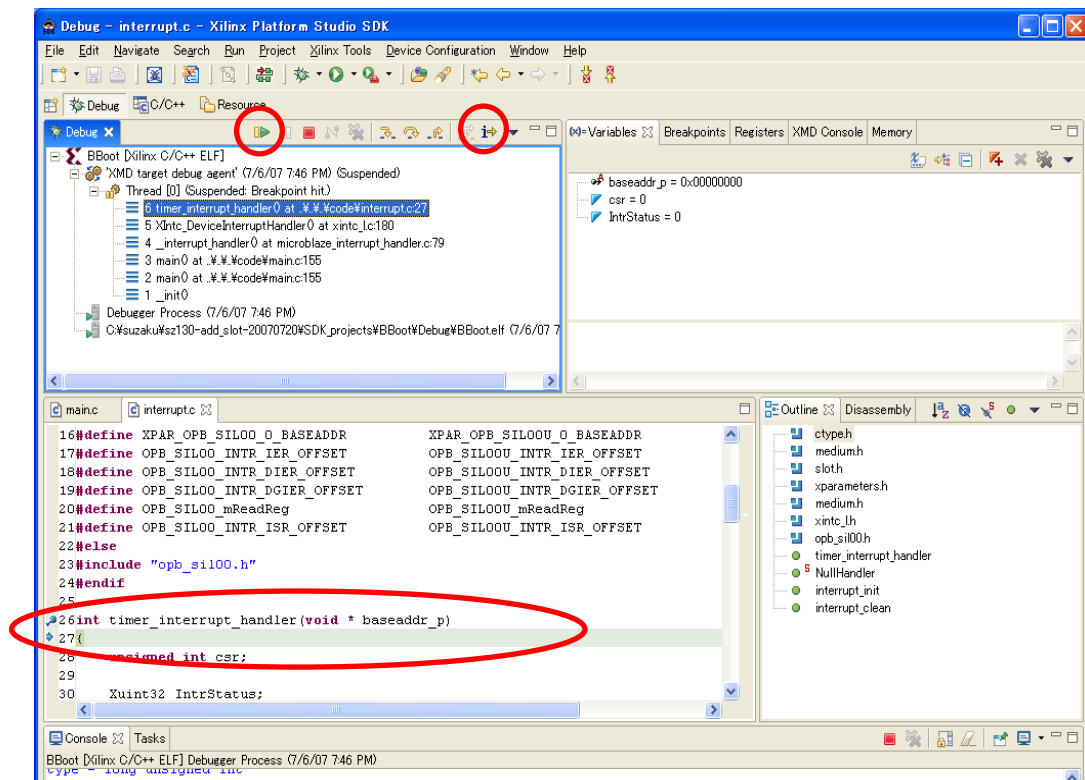 Debug - interrupt.c - Xilinx Platform Studio SDK
File Edit Navigate Search Run Project Xilinx Tools Device Configuration Window Help
Debug C/C++ Resource
Debug
BBoot [Xilinx C/C++ ELF]
'XMD target debug agent' (7/6/07 7:46 PM) (Suspended)
Thread [0] (Suspended: Breakpoint hit.)
6 timer_interrupt_handler() at ..¥.¥.¥code¥interrupt.c:27
5 XIntc_DeviceInterruptHandler() at xintc_l.c:180
4 _interrupt_handler() at microblaze_interrupt_handler.c:79
3 main() at ..¥.¥.¥code¥main.c:155
2 main() at ..¥.¥.¥code¥main.c:155
1 _init()
Debugger Process (7/6/07 7:46 PM)
C:¥suzaku¥sz130-add_slot-20070720¥SDK_projects¥BBoot¥Debug¥BBoot.elf (7/6/07 7
(x)= Variables Breakpoints Registers XMD Console Memory
baseaddr_p = 0x00000000
csr = 0
IntrStatus = 0
main.c interrupt.c
16#define XPAR_OPB_SIL00_0_BASEADDR XPAR_OPB_SIL00U_0_BASEADDR
17#define OPB_SIL00_INTR_IER_OFFSET OPB_SIL00U_INTR_IER_OFFSET
18#define OPB_SIL00_INTR_DIER_OFFSET OPB_SIL00U_INTR_DIER_OFFSET
19#define OPB_SIL00_INTR_DGIER_OFFSET OPB_SIL00U_INTR_DGIER_OFFSET
20#define OPB_SIL00_mReadReg OPB_SIL00U_mReadReg
21#define OPB_SIL00_INTR_ISR_OFFSET OPB_SIL00U_INTR_ISR_OFFSET
22#else
23#include "opb_sil00.h"
24#endif
25
26int timer_interrupt_handler(void * baseaddr_p)
27{
28 unsigned int csr;
29
30 Xuint32 IntrStatus;
Outline Disassembly
ctype.h
medium.h
slot.h
xparameters.h
medium.h
xintc_l.h
opb_sil00.h
timer_interrupt_handler
NullHandler
interrupt_init
interrupt_clean
Console Tasks
BBoot [Xilinx C/C++ ELF] Debugger Process (7/6/07 7:46 PM)
type = long unsigned int